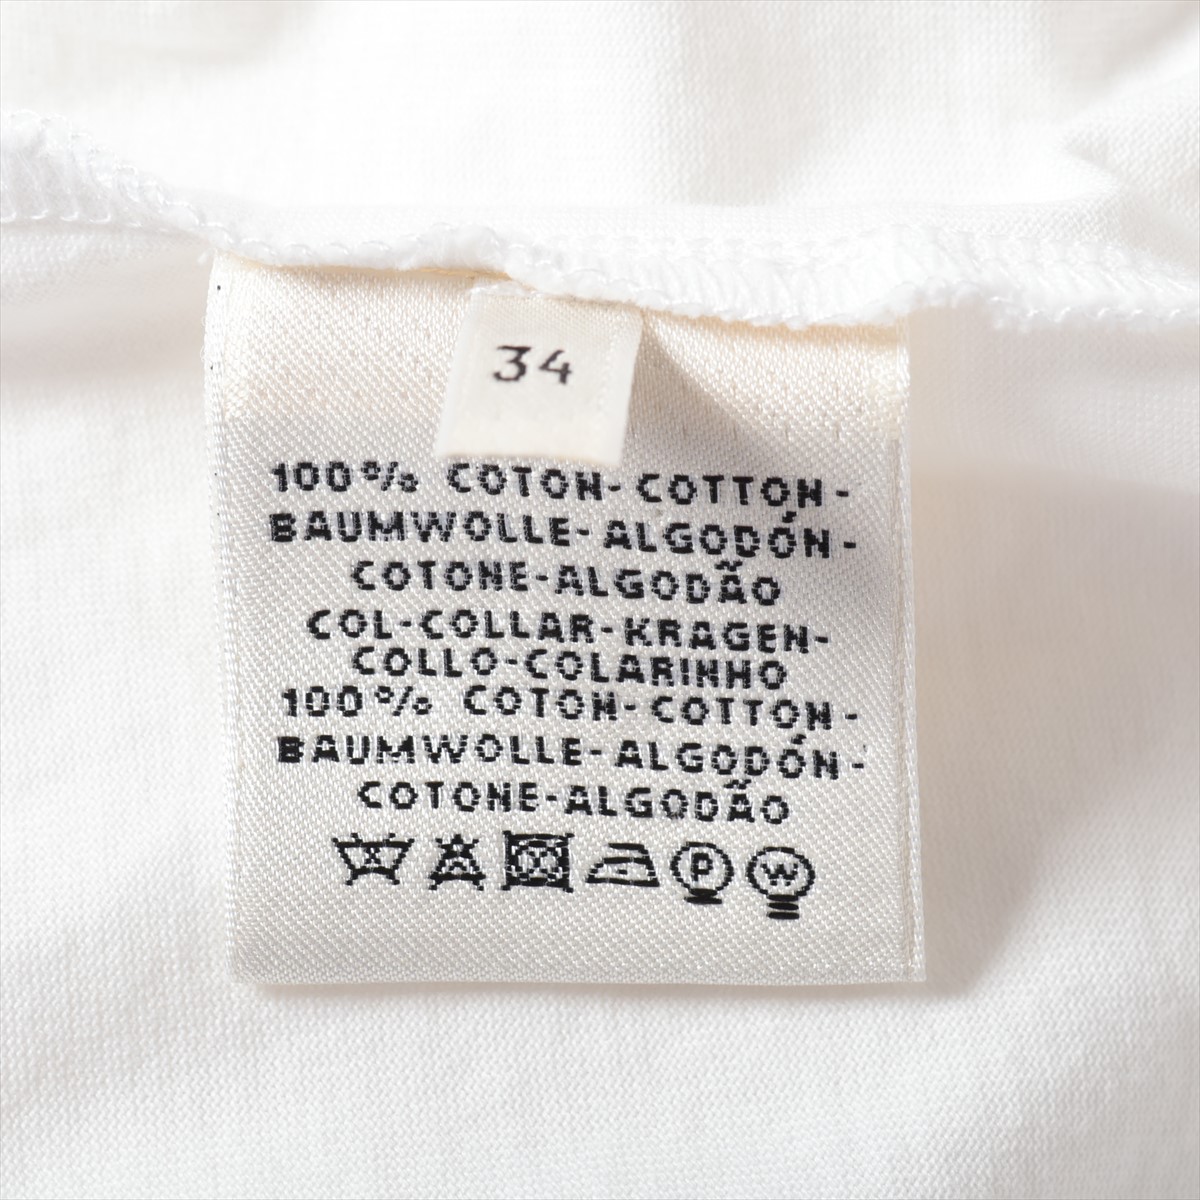 34
100% COTON-COTTON-
BAUMWOLLE-ALGODÓN-
COTONE-ALGODÃO
COL-COLLAR-KRAGEN-
COLLO-COLARINHO
100% COTON-COTTON-
BAUMWOLLE-ALGODÓN-
COTONE-ALGODÃO
P W